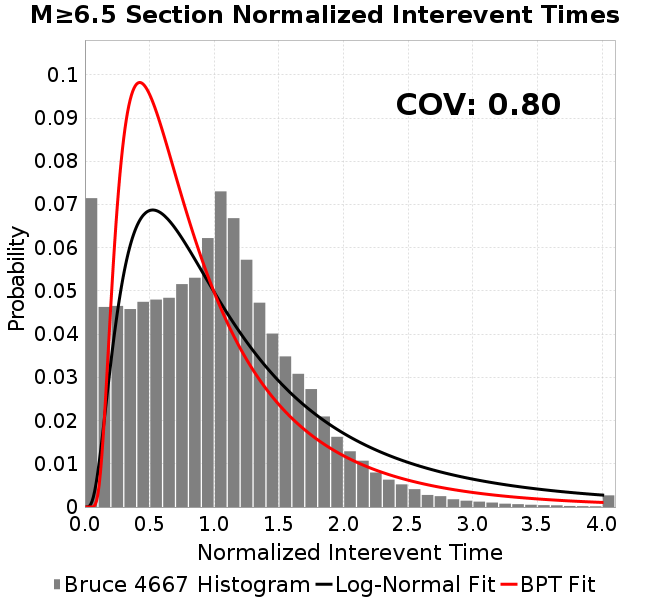 M≥6.5 Section Normalized Interevent Times
COV: 0.80
Probability
0.1
0.09
0.08
0.07
0.06
0.05
0.04
0.03
0.02
0.01
0
0.0 0.5 1.0 1.5 2.0 2.5 3.0 3.5 4.0
Normalized Interevent Time
Bruce 4667 Histogram Log-Normal Fit BPT Fit